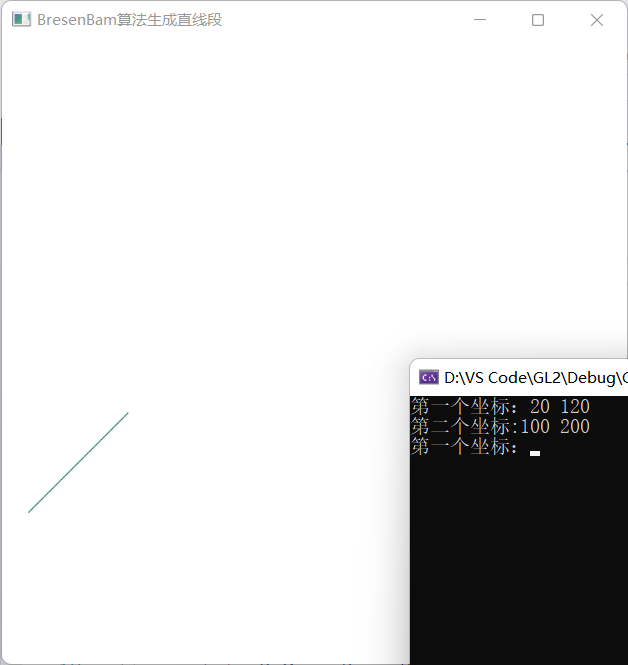 BresenBam算法生成直线段
D:\VS Code\GL2\Debug\
第一个坐标：20 120
第二个坐标:100 200
第一个坐标：